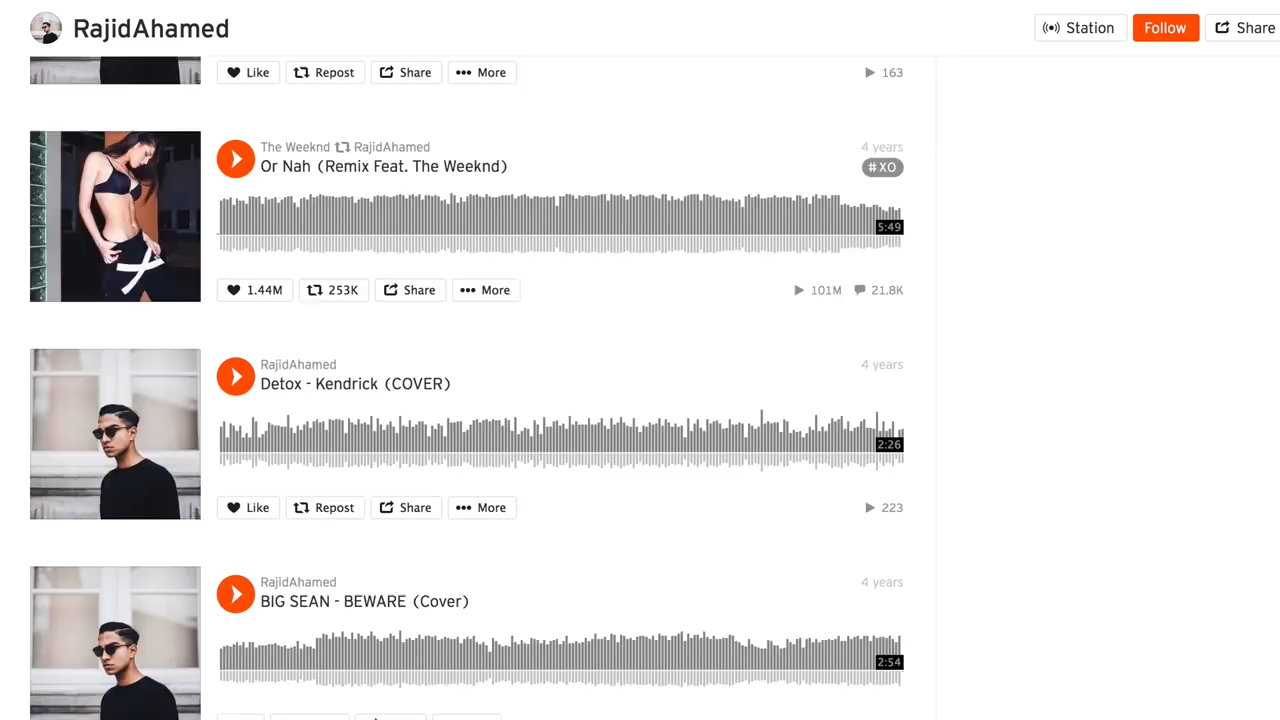 RajidAhamed
Station
Follow
Share
Like
Repost
Share
More
163
The Weeknd RajidAhamed
4 years
Or Nah (Remix Feat. The Weeknd)
# XO
5:49
1.44M
253K
Share
More
101M
21.8K
RajidAhamed
4 years
Detox - Kendrick (COVER)
2:26
Like
Repost
Share
More
223
RajidAhamed
4 years
BIG SEAN - BEWARE (Cover)
2:54